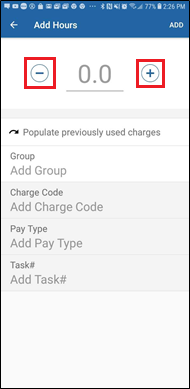 77% 2:26 PM
Add Hours ADD
0.0
Populate previously used charges
Group
Add Group
Charge Code
Add Charge Code
Pay Type
Add Pay Type
Task#
Add Task#